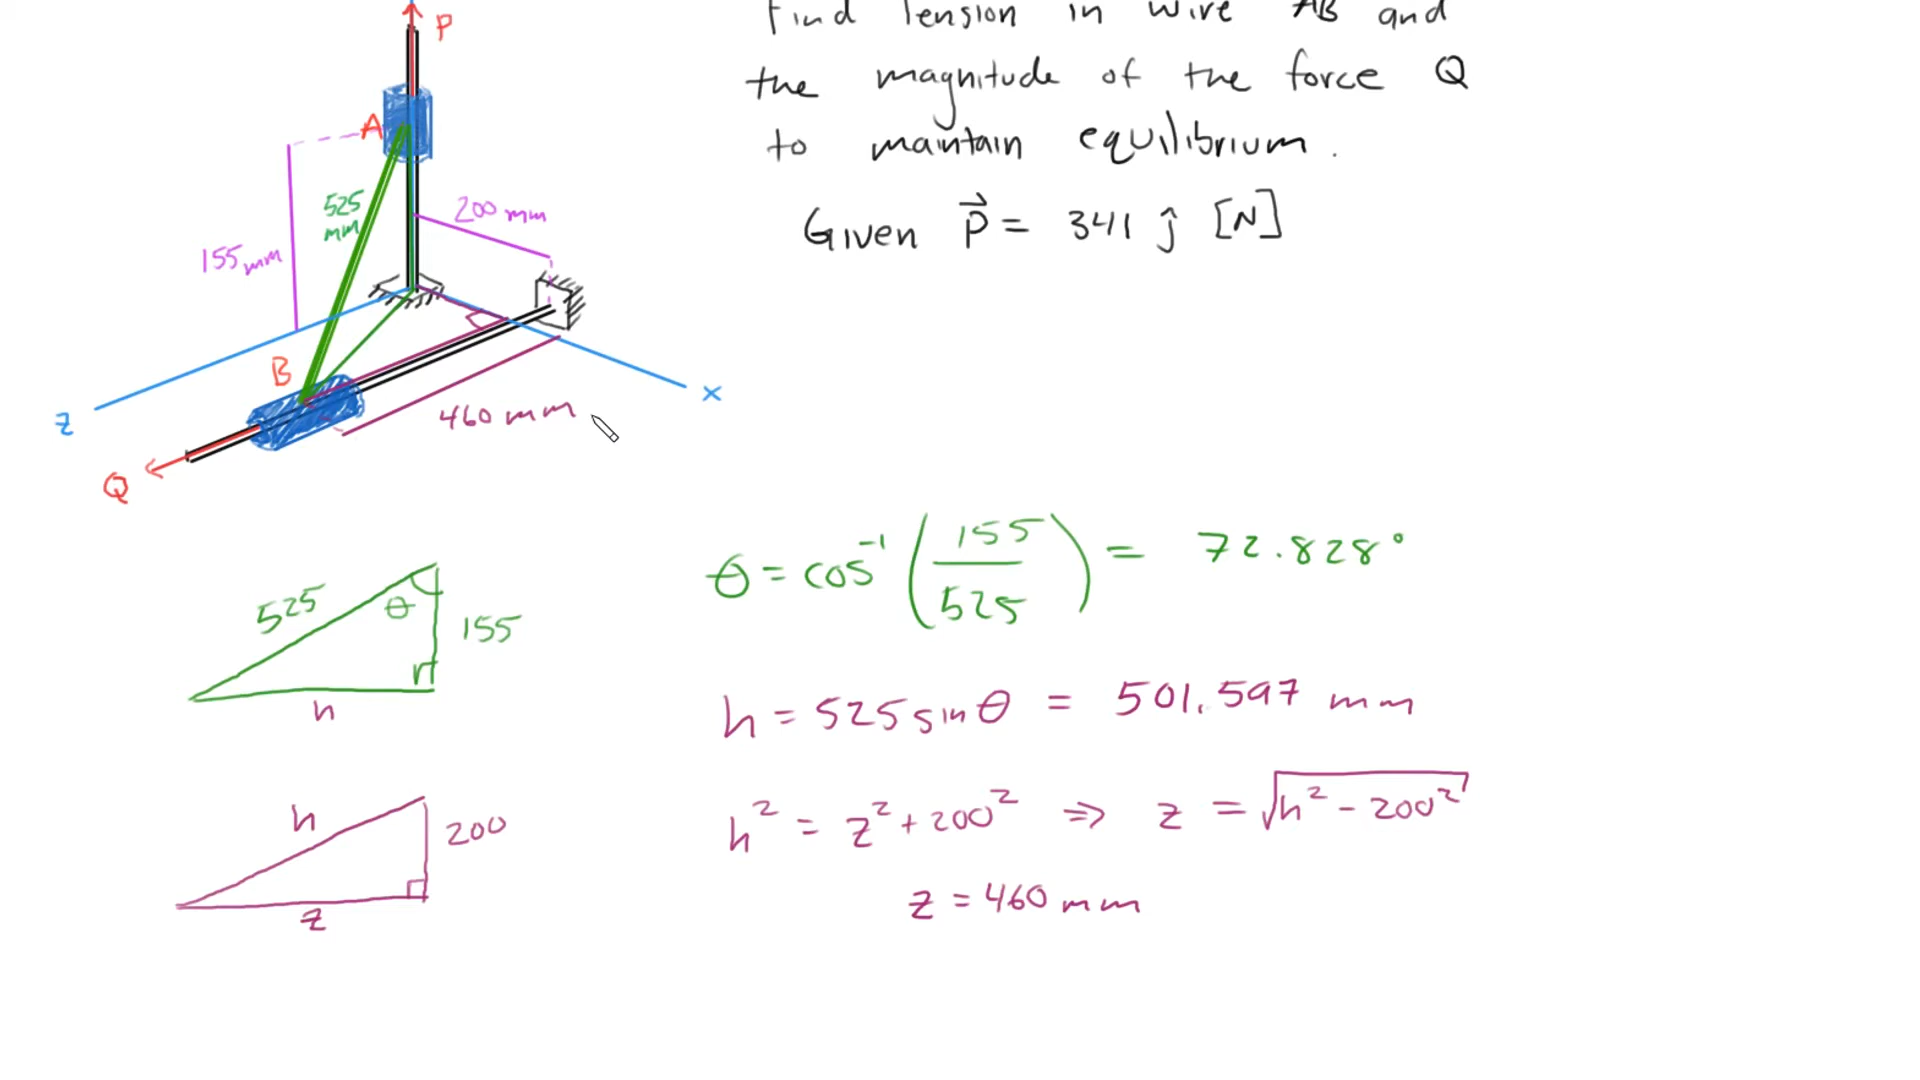 Find Tension in wire AB and
the magnitude of the force Q
to maintain equilibrium.
Given P⃗ = 341 ĵ [N]
P
A
525 mm
200 mm
155 mm
B
460 mm
x
z
Q
525
θ
155
h
θ = cos⁻¹ (155/525) = 72.828°
h = 525 sin θ = 501.597 mm
h
200
z
h² = z² + 200² ⇒ z = √(h² - 200²)
z = 460 mm